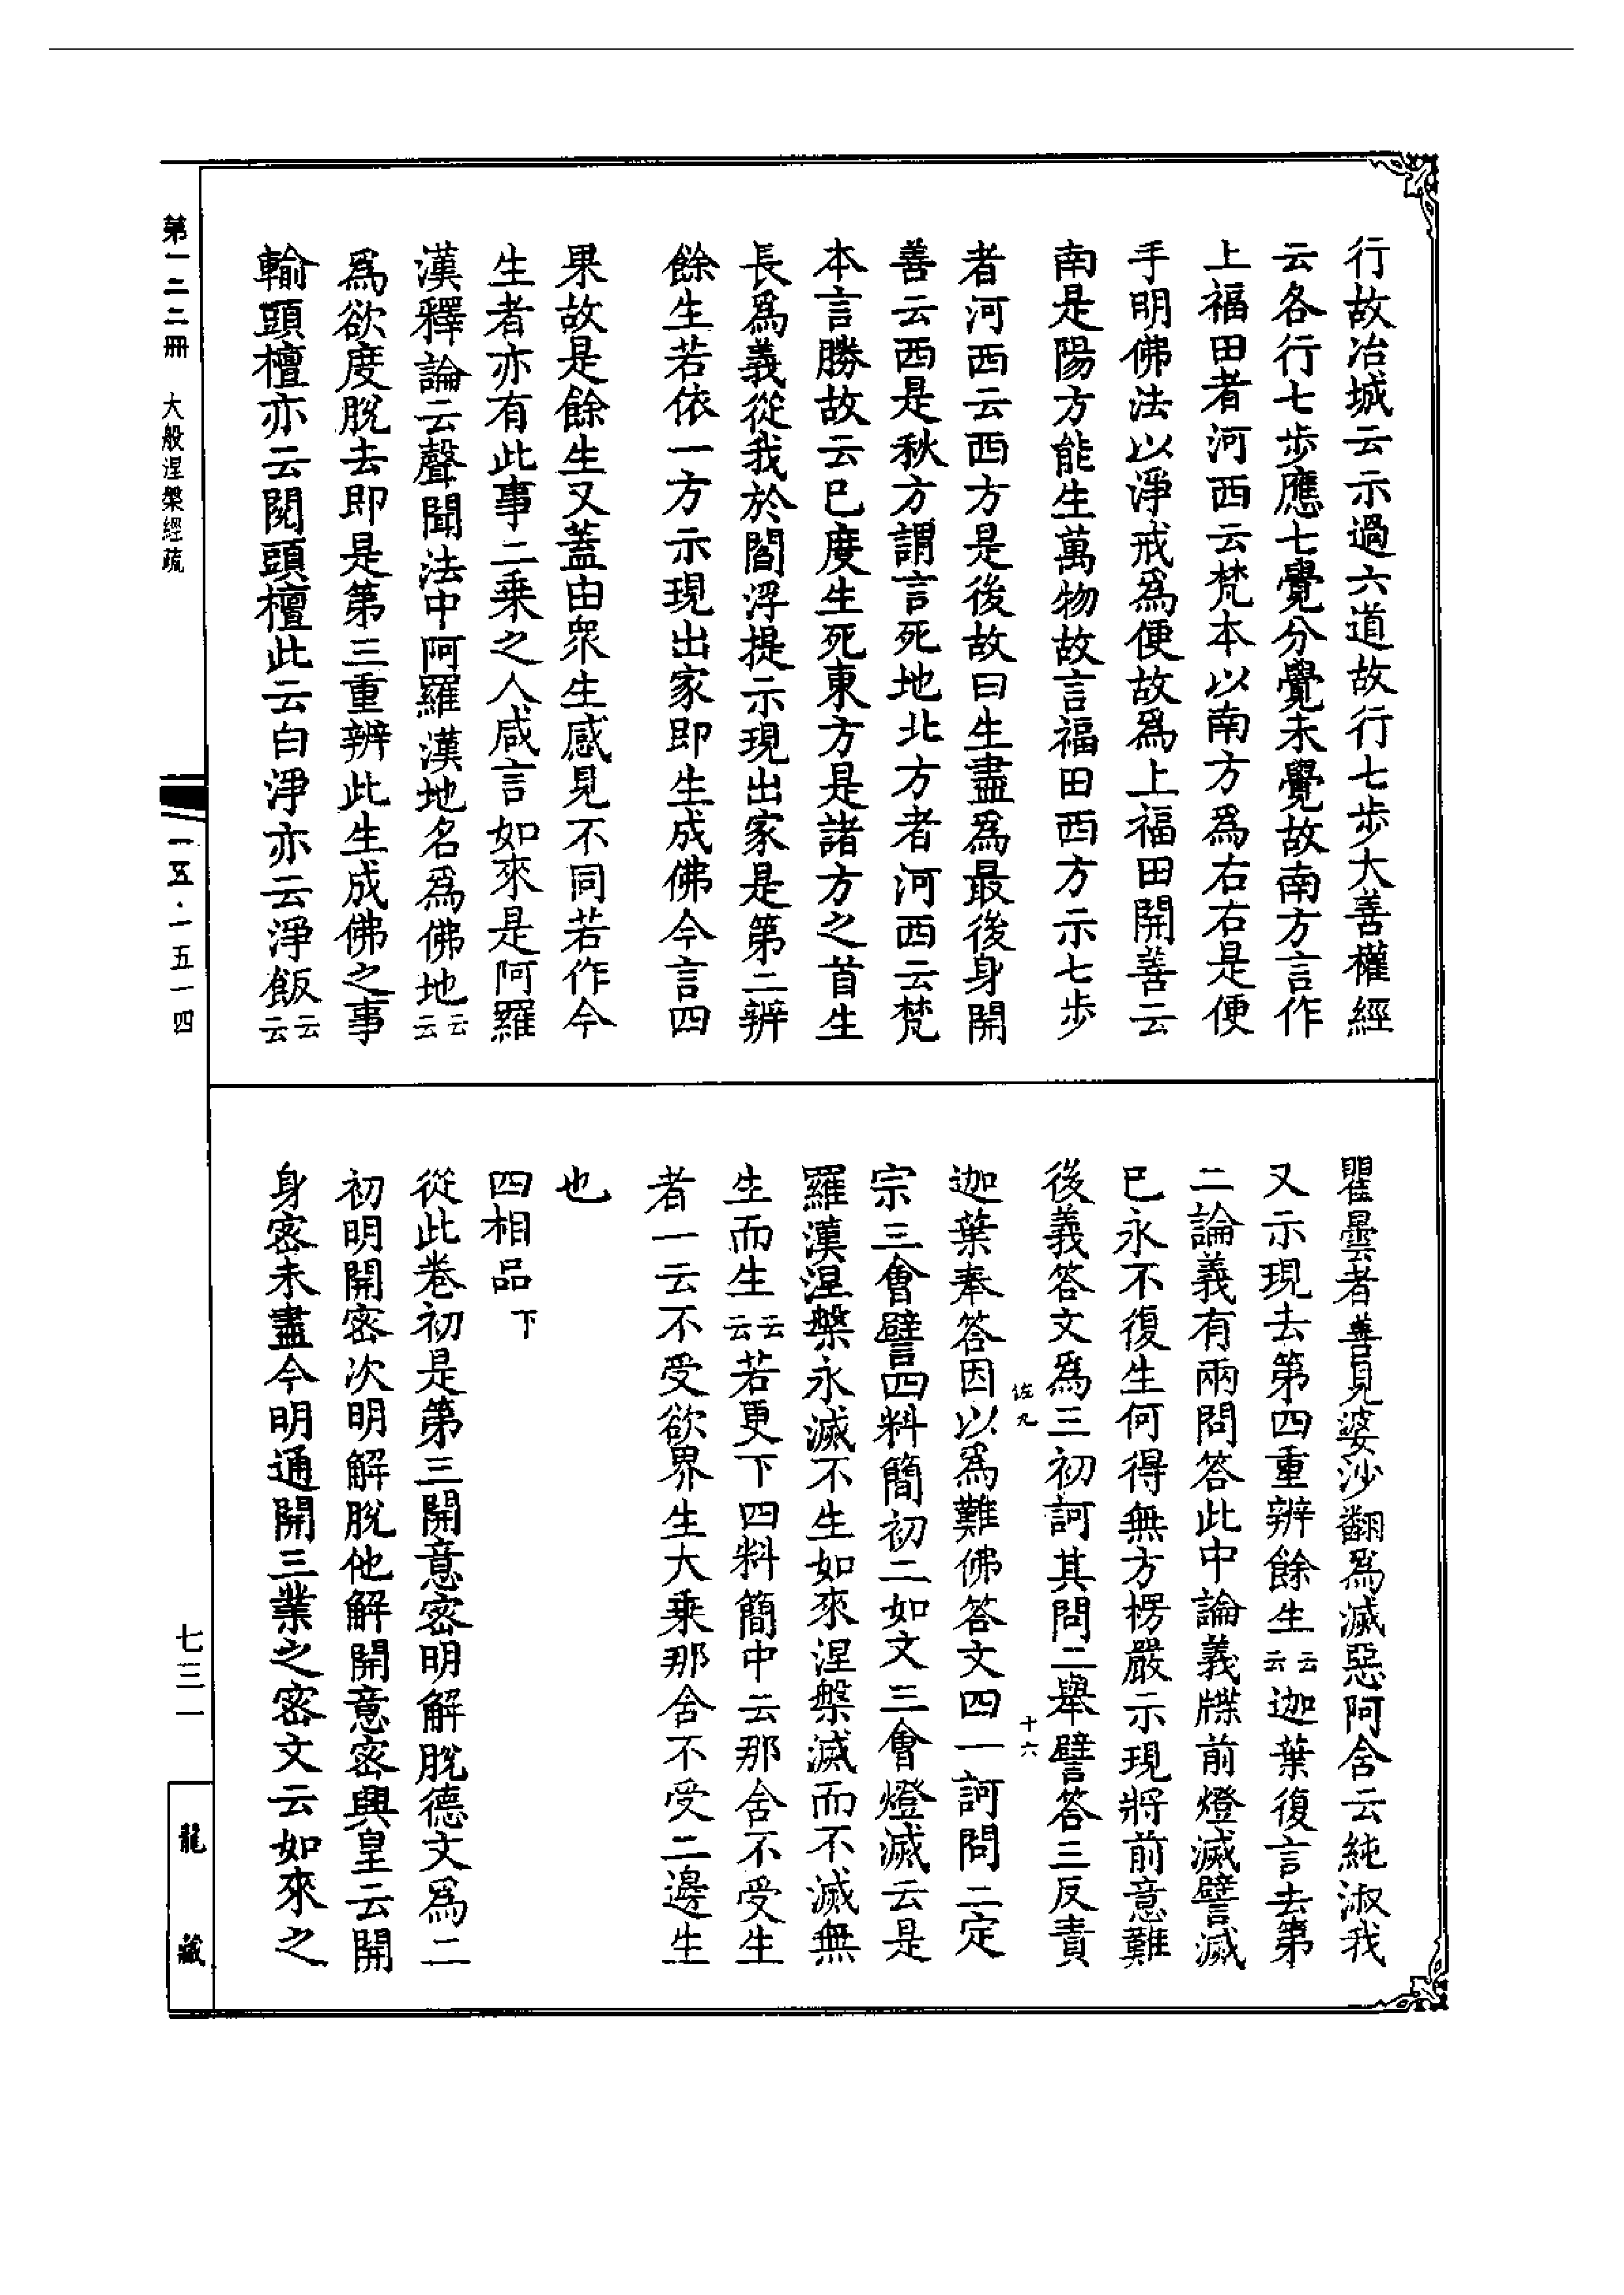 行故冶城云示過六道故行七步大善權經
云各行七步應七覺分覺未覺故南方言作
上福田者河西云梵本以南方爲右右是便
手明佛法以淨戒爲便故爲上福田開善云
南是陽方能生萬物故言福田西方示七步
者河西云西方是後故曰生盡爲最後身開
善云西是秋方謂言死地北方者河西云梵
本言勝故云已度生死東方是諸方之首生
長爲義從我於閻浮提示現出家是第二辨
餘生若依一方示現出家即生成佛今言四
果故是餘生又蓋由眾生感見不同若作今
生者亦有此事二乘之人咸言如來是阿羅
漢釋論云聲聞法中阿羅漢地名爲佛地云云
爲欲度脫去即是第三重辨此生成佛之事
輸頭檀亦云閱頭檀此云白淨亦云淨飯云云
瞿曇者善見婆沙翻爲滅惡阿含云純淑我
又示現去第四重辨餘生云云迦葉復言去第
二論義有兩問答此中論義牒前燈滅譬滅
已永不復生何得無方楞嚴示現將前意難
後義答文爲三初訶其問二舉譬答三反責
佐九
十六
迦葉奉答因以爲難佛答文四一訶問二定
宗三會譬四料簡初二如文三會燈滅云是
羅漢涅槃永滅不生如來涅槃滅而不滅無
生而生云云若更下四料簡中云那含不受生
者一云不受欲界生大乘那含不受二邊生
也
四相品下
從此卷初是第三開意密明解脫德文爲二
初明開密次明解脫他解開意密興皇云開
身密未盡今明通開三業之密文云如來之
第一二二冊 大般涅槃經疏
一五·一五一四
七三一
龍藏